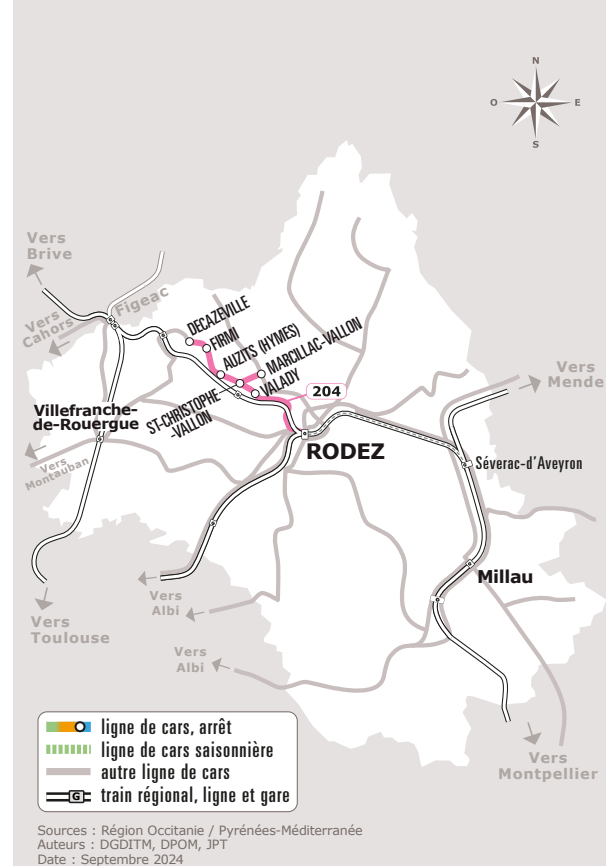 N
O
E
S
Vers
Brive
Figeac
Vers
Cahors
DECAZEVILLE
FIRMI
AUZITS (HYMES)
MARCILLAC-VALLON
VALADY
ST-CHRISTOPHE
-VALLON
204
Vers
Mende
Villefranche-
de-Rouergue
Vers
Montauban
RODEZ
Séverac-d'Aveyron
Millau
Vers
Toulouse
Vers
Albi
Vers
Albi
Vers
Montpellier
ligne de cars, arrêt
ligne de cars saisonnière
autre ligne de cars
G
train régional, ligne et gare
Sources : Région Occitanie / Pyrénées-Méditerranée
Auteurs : DGDITM, DPOM, JPT
Date : Septembre 2024